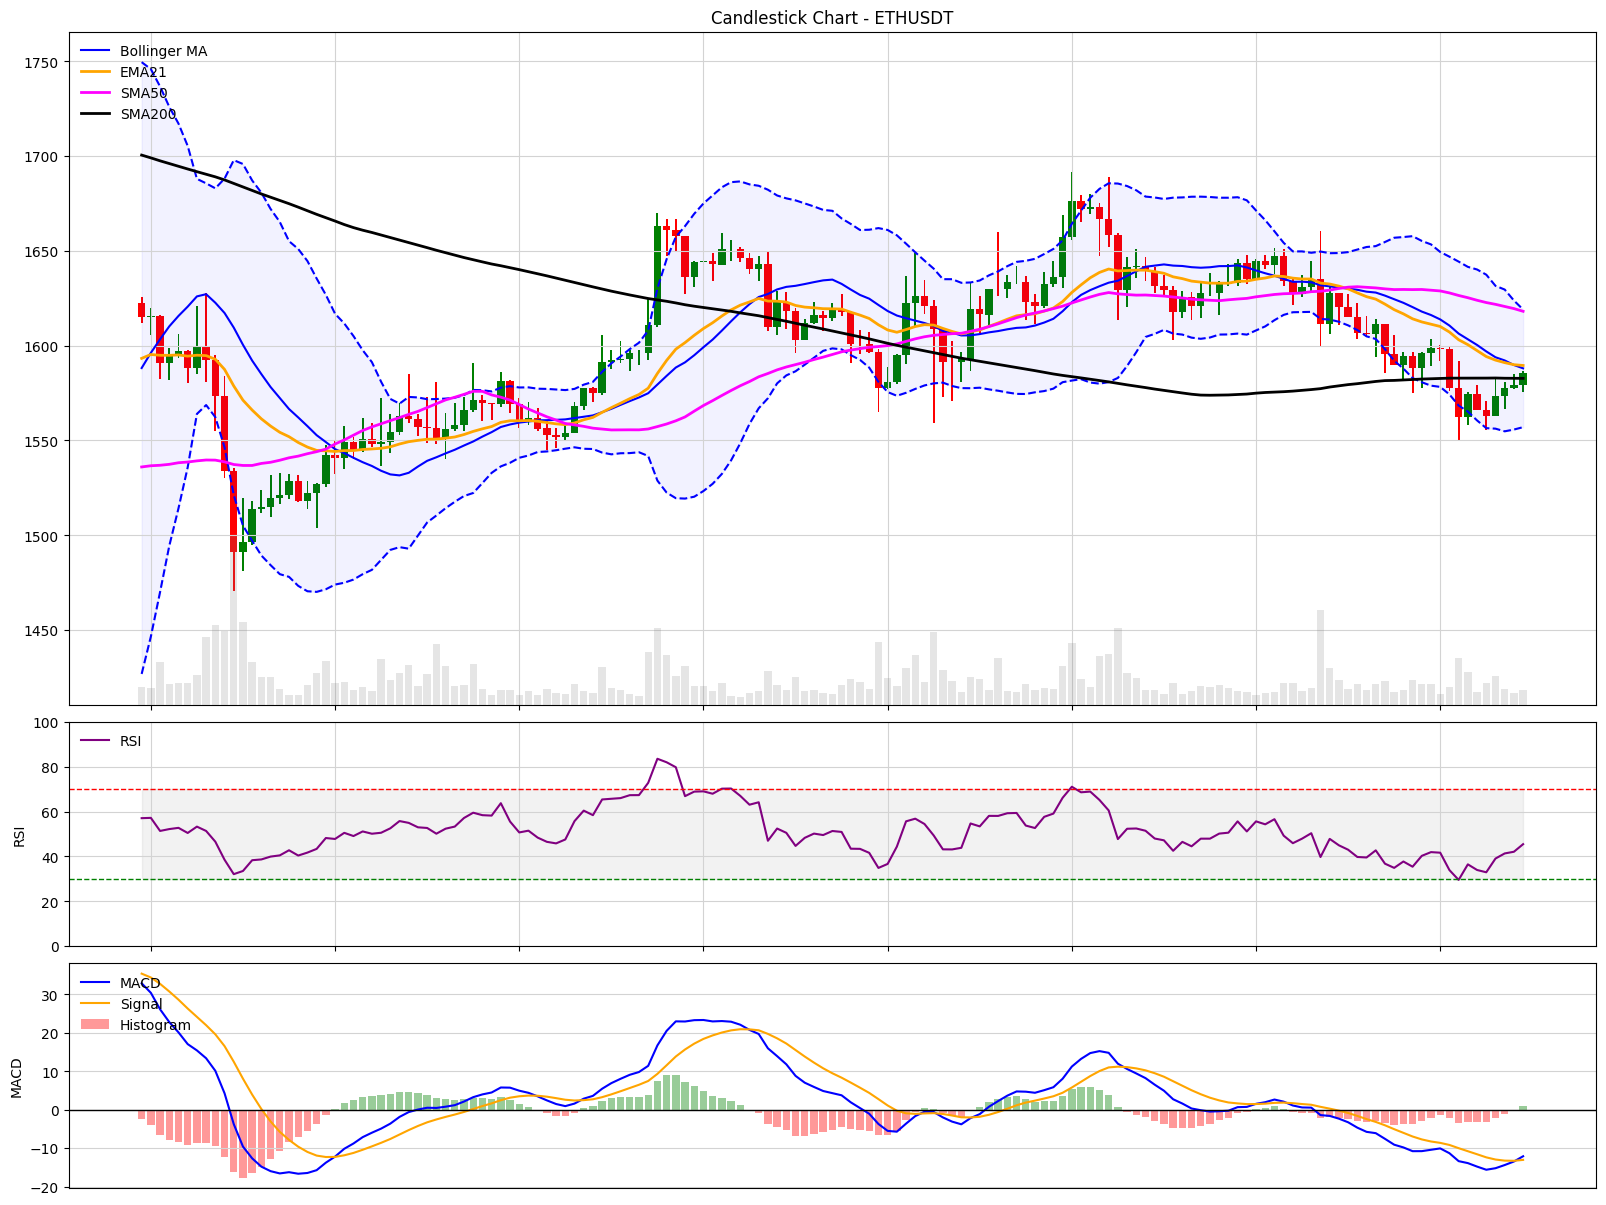 Candlestick Chart - ETHUSDT
Bollinger MA
EMA21
SMA50
SMA200
1750
1700
1650
1600
1550
1500
1450
RSI
RSI
100
80
60
40
20
0
MACD
Signal
Histogram
MACD
30
20
10
0
−10
−20